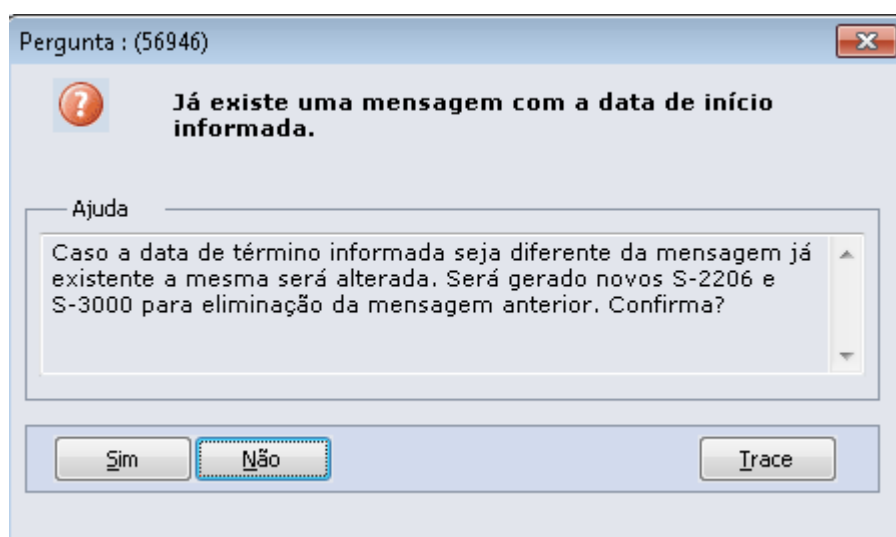 Pergunta : (56946)
Já existe uma mensagem com a data de início
informada.
Ajuda
Caso a data de término informada seja diferente da mensagem já
existente a mesma será alterada. Será gerado novos S-2206 e
S-3000 para eliminação da mensagem anterior. Confirma?
Sim Não Trace